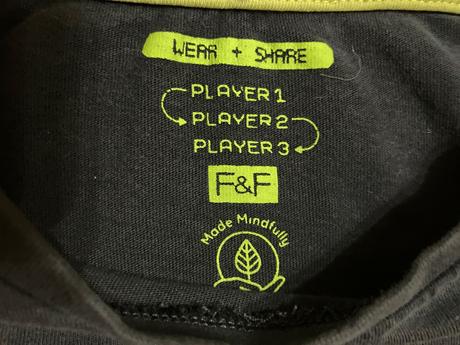 WEAR + SHARE
PLAYER 1
PLAYER 2
PLAYER 3
F&F
Made Mindfully